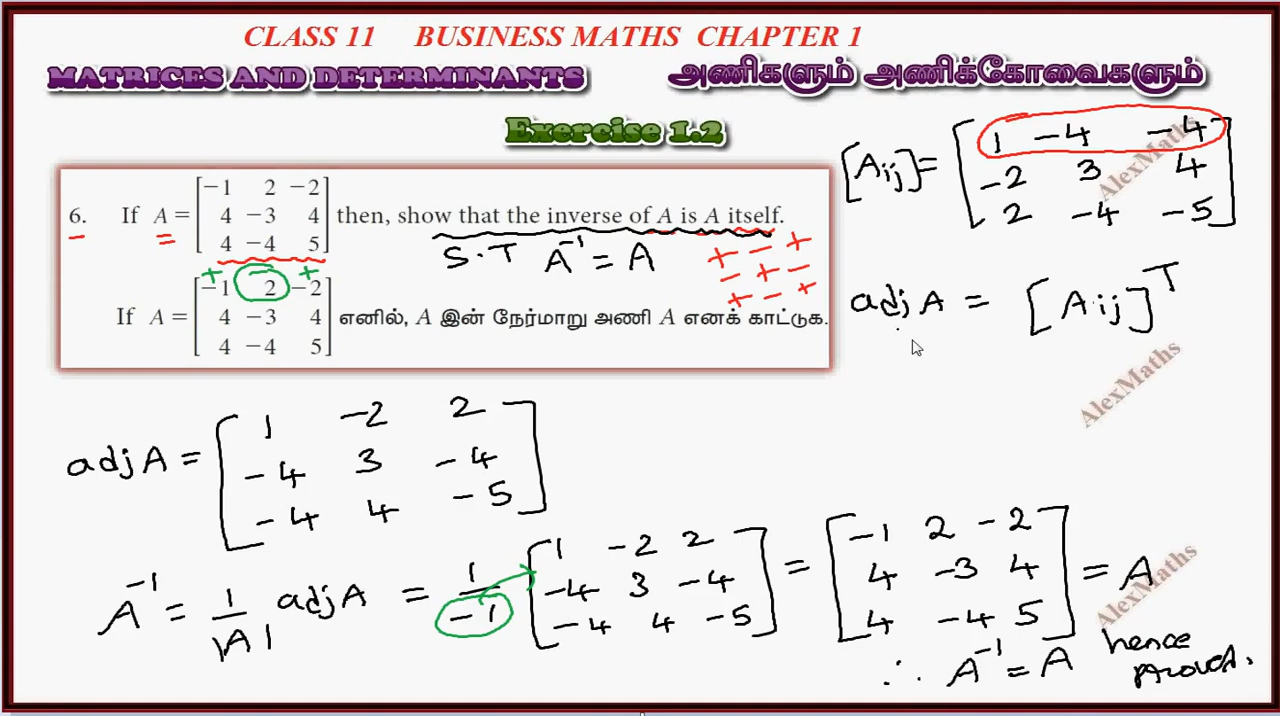 CLASS 11 BUSINESS MATHS CHAPTER 1
MATRICES AND DETERMINANTS அணிகளும் அணிக்கோவைகளும்
Exercise 1.2
6. If A = [-1 2 -2
4 -3 4
4 -4 5] then, show that the inverse of A is A itself.
S.T A⁻¹ = A
+ - +
- + -
+ - +
+ - +
If A = [-1 2 -2
4 -3 4
4 -4 5] எனில், A இன் நேர்மாறு அணி A எனக் காட்டுக.
[Aij] = [1 -4 -4
-2 3 4
2 -4 -5]
AlexMaths
adj A = [Aij]ᵀ
AlexMaths
adj A = [1 -2 2
-4 3 -4
-4 4 -5]
A⁻¹ = 1/|A| adj A = 1/-1 [1 -2 2
-4 3 -4
-4 4 -5] = [-1 2 -2
4 -3 4
4 -4 5] = A
AlexMaths
∴ A⁻¹ = A hence
proved.